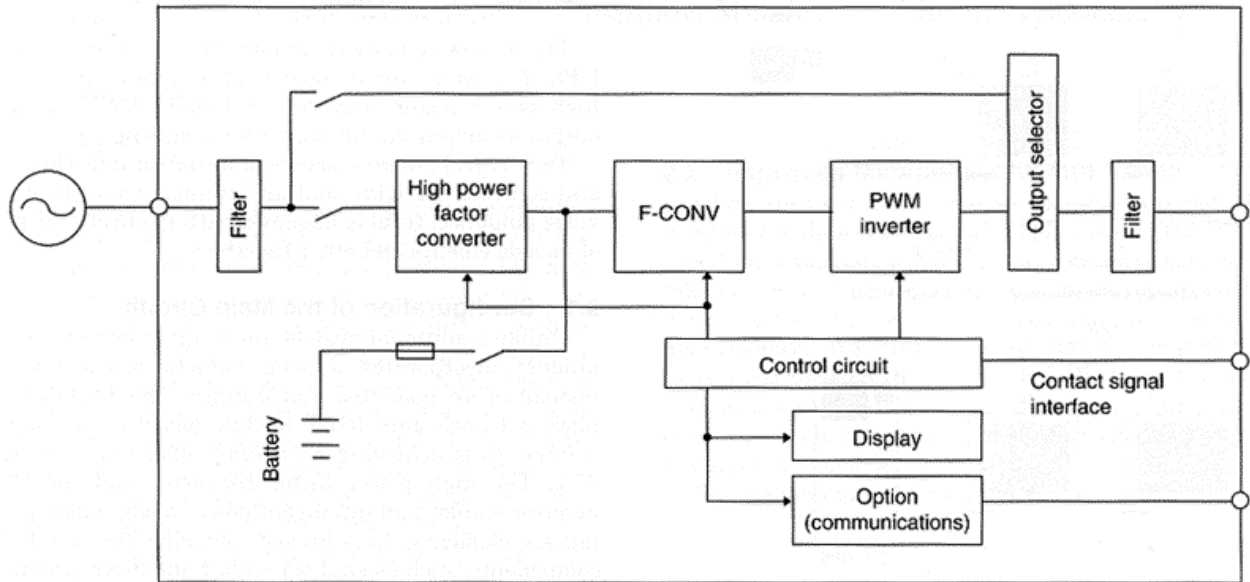 Filter
High power
factor
converter
F-CONV
PWM
inverter
Output selector
Filter
Control circuit
Contact signal
interface
Battery
Display
Option
(communications)